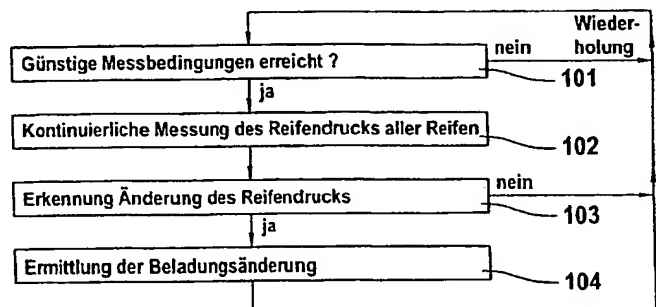 Wieder-
holung
Günstige Messbedingungen erreicht ?
nein
101
ja
Kontinuierliche Messung des Reifendrucks aller Reifen
102
Erkennung Änderung des Reifendrucks
nein
103
ja
Ermittlung der Beladungsänderung
104